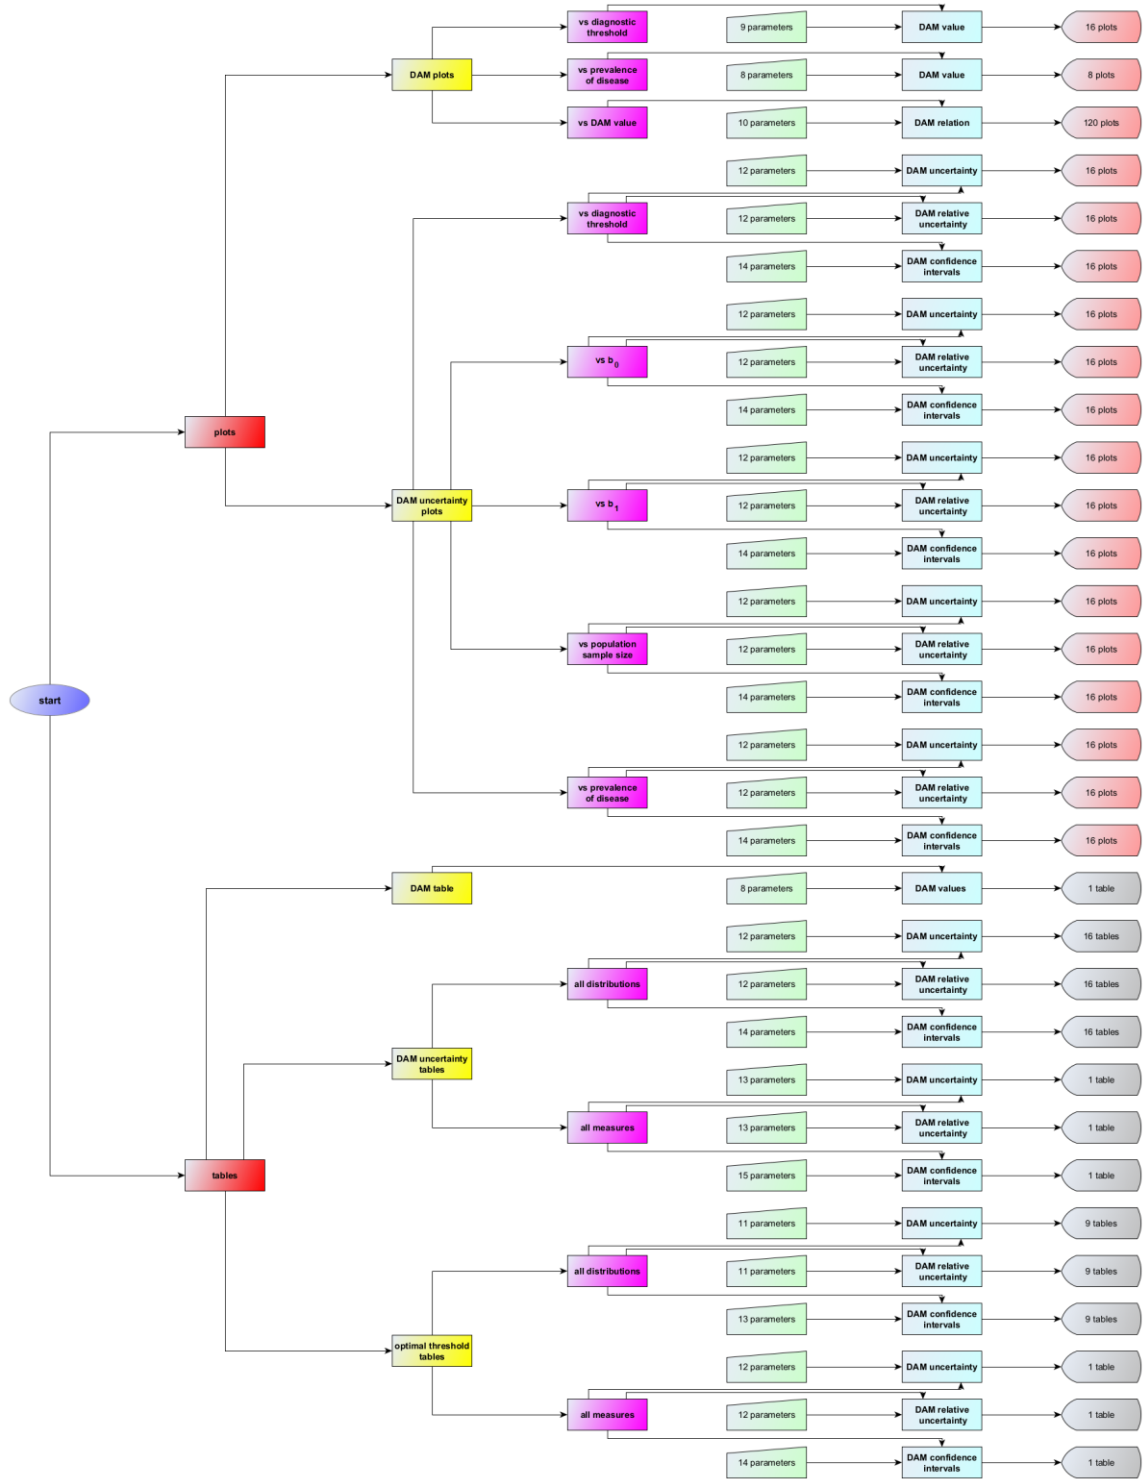 vs diagnostic
threshold
9 parameters
DAM value
16 plots
DAM plots
vs prevalence
of disease
8 parameters
DAM value
8 plots
vs DAM value
10 parameters
DAM relation
120 plots
12 parameters
DAM uncertainty
16 plots
vs diagnostic
threshold
12 parameters
DAM relative
uncertainty
16 plots
14 parameters
DAM confidence
intervals
16 plots
12 parameters
DAM uncertainty
16 plots
vs b0
12 parameters
DAM relative
uncertainty
16 plots
14 parameters
DAM confidence
intervals
16 plots
plots
12 parameters
DAM uncertainty
16 plots
DAM uncertainty
plots
vs b1
12 parameters
DAM relative
uncertainty
16 plots
14 parameters
DAM confidence
intervals
16 plots
12 parameters
DAM uncertainty
16 plots
vs population
sample size
12 parameters
DAM relative
uncertainty
16 plots
start
14 parameters
DAM confidence
intervals
16 plots
12 parameters
DAM uncertainty
16 plots
vs prevalence
of disease
12 parameters
DAM relative
uncertainty
16 plots
14 parameters
DAM confidence
intervals
16 plots
DAM table
8 parameters
DAM values
1 table
12 parameters
DAM uncertainty
16 tables
all distributions
12 parameters
DAM relative
uncertainty
16 tables
14 parameters
DAM confidence
intervals
16 tables
DAM uncertainty
tables
13 parameters
DAM uncertainty
1 table
all measures
13 parameters
DAM relative
uncertainty
1 table
tables
15 parameters
DAM confidence
intervals
1 table
11 parameters
DAM uncertainty
9 tables
all distributions
11 parameters
DAM relative
uncertainty
9 tables
13 parameters
DAM confidence
intervals
9 tables
optimal threshold
tables
12 parameters
DAM uncertainty
1 table
all measures
12 parameters
DAM relative
uncertainty
1 table
14 parameters
DAM confidence
intervals
1 table